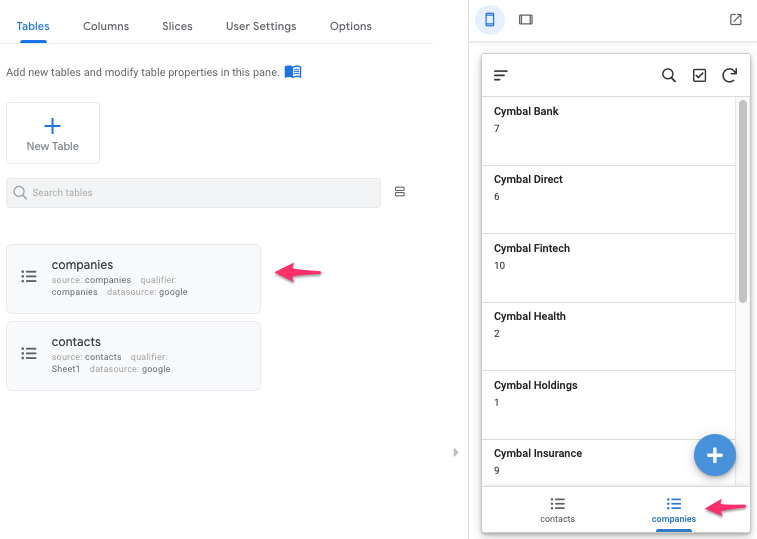 Tables Columns Slices User Settings Options
Add new tables and modify table properties in this pane.
New Table
Search tables
companies
source: companies qualifier:
companies datasource: google
contacts
source: contacts qualifier:
Sheet1 datasource: google
Cymbal Bank
7
Cymbal Direct
6
Cymbal Fintech
10
Cymbal Health
2
Cymbal Holdings
1
Cymbal Insurance
9
contacts companies